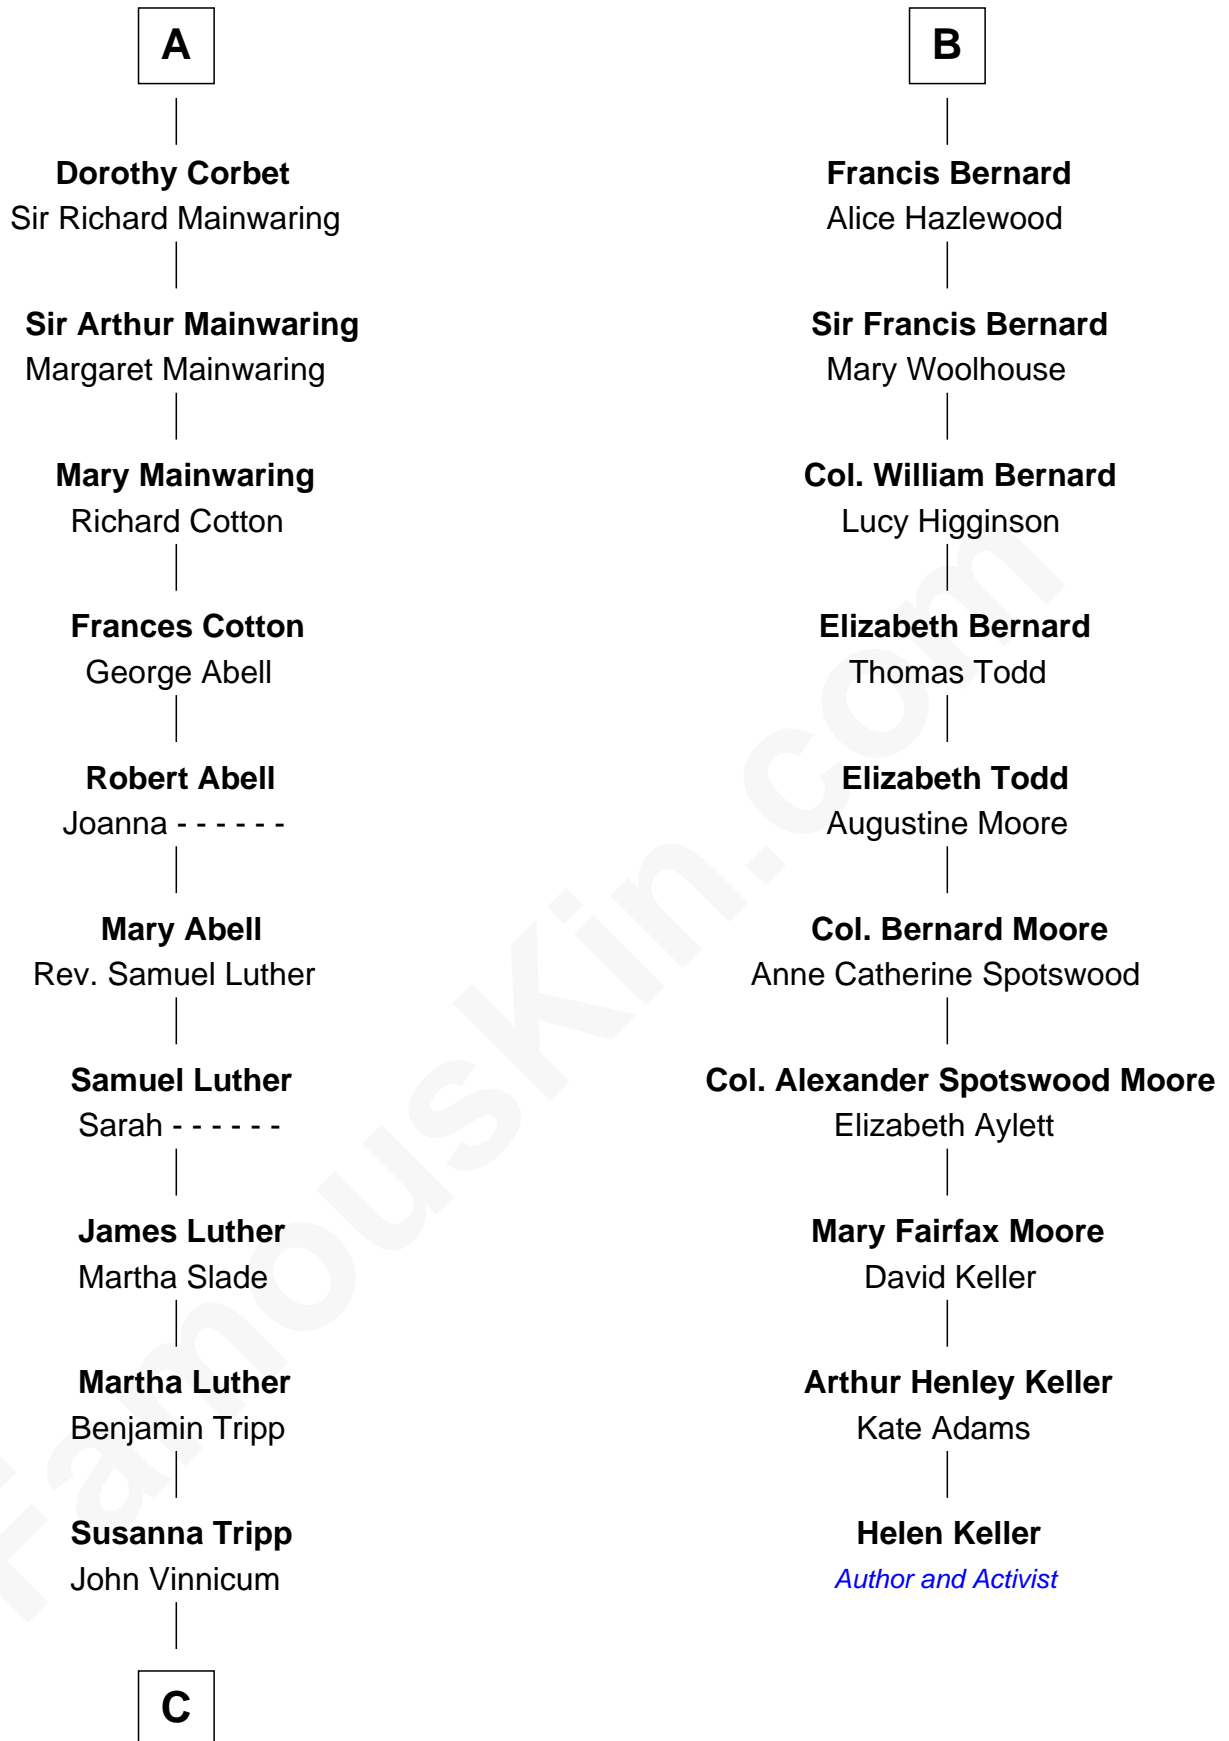 A
Dorothy Corbet
Sir Richard Mainwaring
Sir Arthur Mainwaring
Margaret Mainwaring
Mary Mainwaring
Richard Cotton
Frances Cotton
George Abell
Robert Abell
Joanna - - - - - -
Mary Abell
Rev. Samuel Luther
Samuel Luther
Sarah - - - - - -
James Luther
Martha Slade
Martha Luther
Benjamin Tripp
Susanna Tripp
John Vinnicum
C
B
Francis Bernard
Alice Hazlewood
Sir Francis Bernard
Mary Woolhouse
Col. William Bernard
Lucy Higginson
Elizabeth Bernard
Thomas Todd
Elizabeth Todd
Augustine Moore
Col. Bernard Moore
Anne Catherine Spotswood
Col. Alexander Spotswood Moore
Elizabeth Aylett
Mary Fairfax Moore
David Keller
Arthur Henley Keller
Kate Adams
Helen Keller
Author and Activist
FamousKin.com